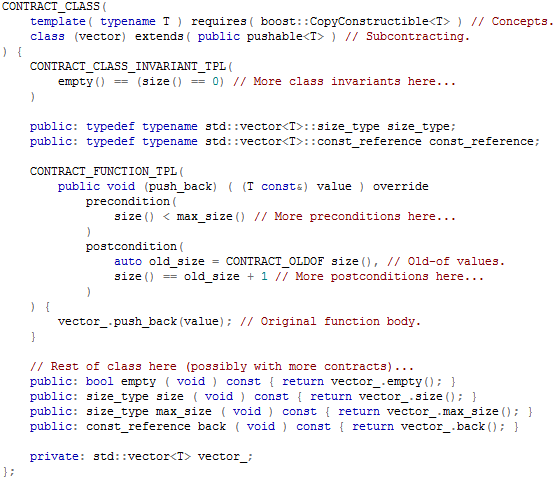 CONTRACT_CLASS(
    template( typename T ) requires( boost::CopyConstructible<T> ) // Concepts.
    class (vector) extends( public pushable<T> ) // Subcontracting.
) {
    CONTRACT_CLASS_INVARIANT_TPL(
        empty() == (size() == 0) // More class invariants here...
    )

    public: typedef typename std::vector<T>::size_type size_type;
    public: typedef typename std::vector<T>::const_reference const_reference;

    CONTRACT_FUNCTION_TPL(
        public void (push_back) ( (T const&) value ) override
            precondition(
                size() < max_size() // More preconditions here...
            )
            postcondition(
                auto old_size = CONTRACT_OLDOF size(), // Old-of values.
                size() == old_size + 1 // More postconditions here...
            )
    ) {
        vector_.push_back(value); // Original function body.
    }

    // Rest of class here (possibly with more contracts)...
    public: bool empty ( void ) const { return vector_.empty(); }
    public: size_type size ( void ) const { return vector_.size(); }
    public: size_type max_size ( void ) const { return vector_.max_size(); }
    public: const_reference back ( void ) const { return vector_.back(); }

    private: std::vector<T> vector_;
};